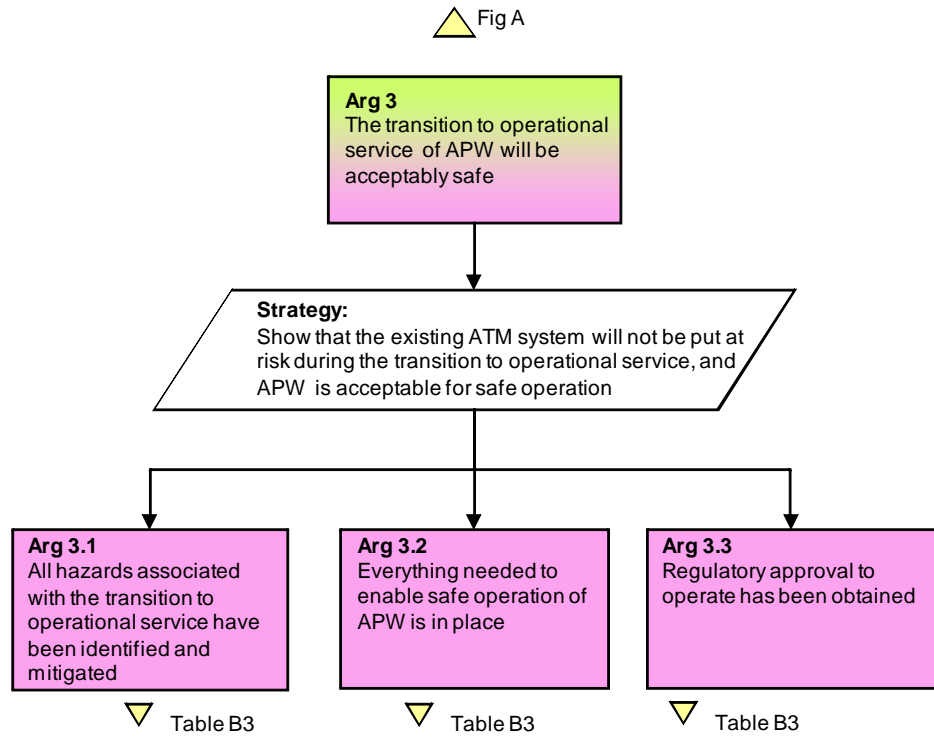 Fig A
Arg 3
The transition to operational
service of APW will be
acceptably safe
Strategy:
Show that the existing ATM system will not be put at
risk during the transition to operational service, and
APW is acceptable for safe operation
Arg 3.1
All hazards associated
with the transition to
operational service have
been identified and
mitigated
Arg 3.2
Everything needed to
enable safe operation of
APW is in place
Arg 3.3
Regulatory approval to
operate has been obtained
Table B3
Table B3
Table B3